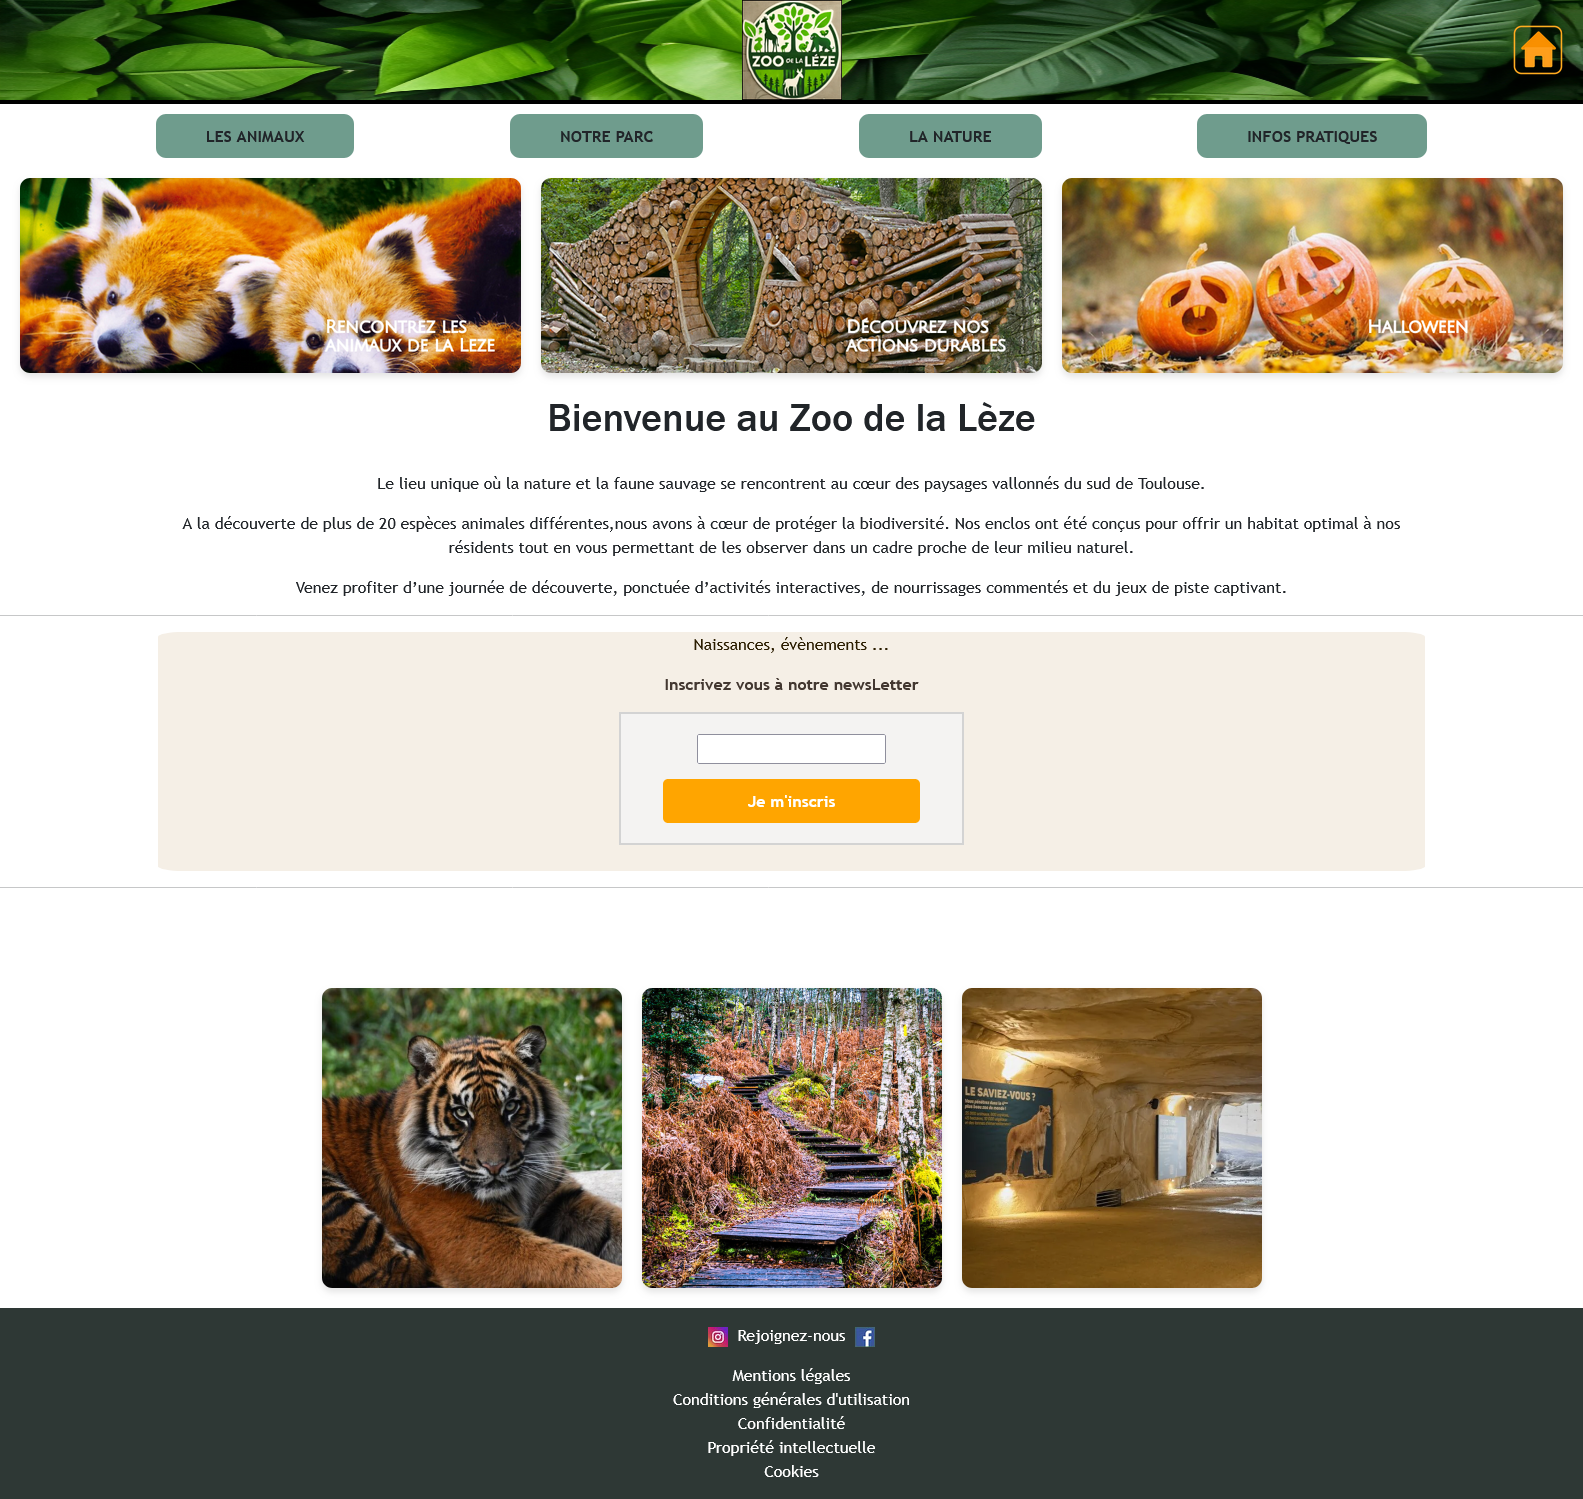 ZOO DE LA LÈZE
LES ANIMAUX
NOTRE PARC
LA NATURE
INFOS PRATIQUES
Rencontrez les
animaux de la Leze
Découvrez nos
actions durables
Halloween
Bienvenue au Zoo de la Lèze
Le lieu unique où la nature et la faune sauvage se rencontrent au cœur des paysages vallonnés du sud de Toulouse.
A la découverte de plus de 20 espèces animales différentes,nous avons à cœur de protéger la biodiversité. Nos enclos ont été conçus pour offrir un habitat optimal à nos
résidents tout en vous permettant de les observer dans un cadre proche de leur milieu naturel.
Venez profiter d’une journée de découverte, ponctuée d’activités interactives, de nourrissages commentés et du jeux de piste captivant.
Naissances, évènements ...
Inscrivez vous à notre newsLetter
Je m'inscris
LE SAVIEZ-VOUS ?
Rejoignez-nous
Mentions légales
Conditions générales d'utilisation
Confidentialité
Propriété intellectuelle
Cookies